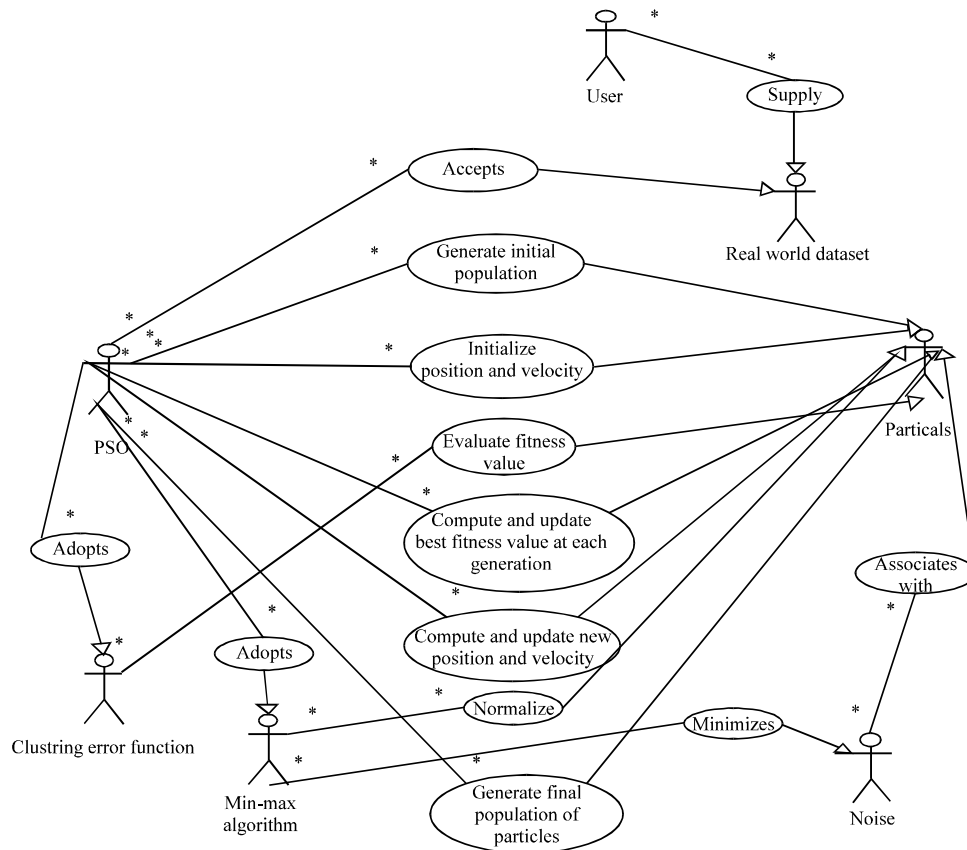 *
*
User
Supply
*
Accepts
Real world dataset
*
Generate initial
population
*
*
*
*
*
Initialize
position and velocity
PSO
*
*
Particals
Evaluate fitness
value
*
*
Compute and update
best fitness value at each
generation
*
Adopts
Associates
with
*
*
*
Compute and update new
position and velocity
*
Adopts
Clustring error function
*
*
Normalize
Minimizes
*
*
*
Min-max
algorithm
Generate final
population of
particles
Noise